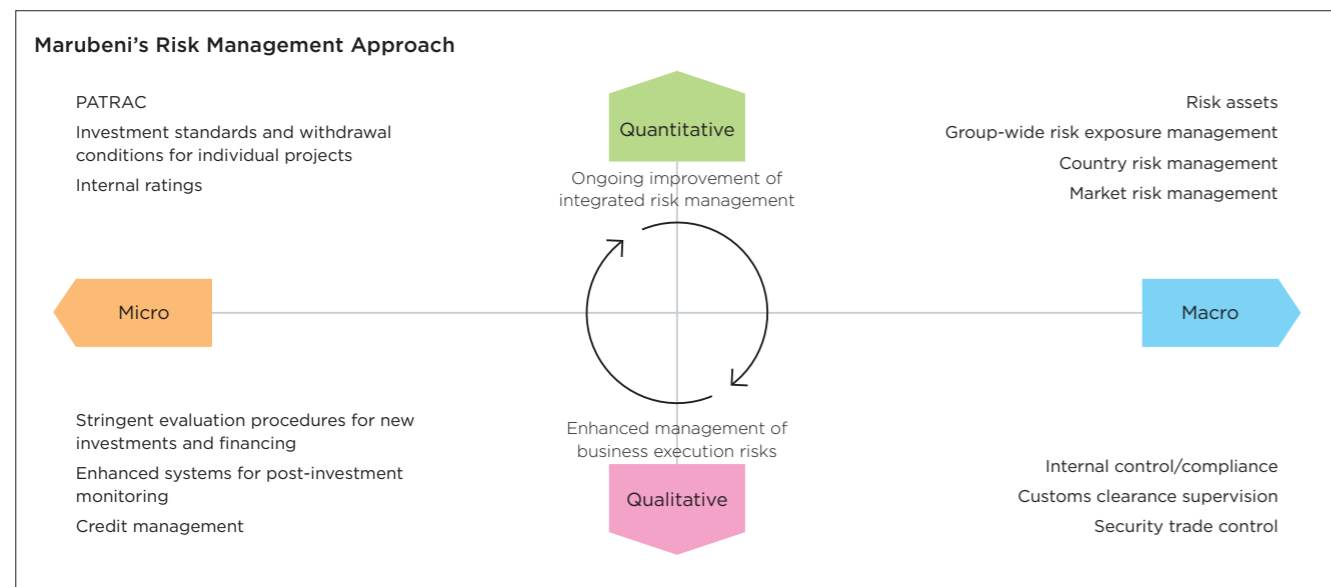 Marubeni’s Risk Management Approach
PATRAC
Investment standards and withdrawal
conditions for individual projects
Internal ratings
Quantitative
Ongoing improvement of
integrated risk management
Risk assets
Group-wide risk exposure management
Country risk management
Market risk management
Micro
Macro
Stringent evaluation procedures for new
investments and financing
Enhanced systems for post-investment
monitoring
Credit management
Enhanced management of
business execution risks
Qualitative
Internal control/compliance
Customs clearance supervision
Security trade control